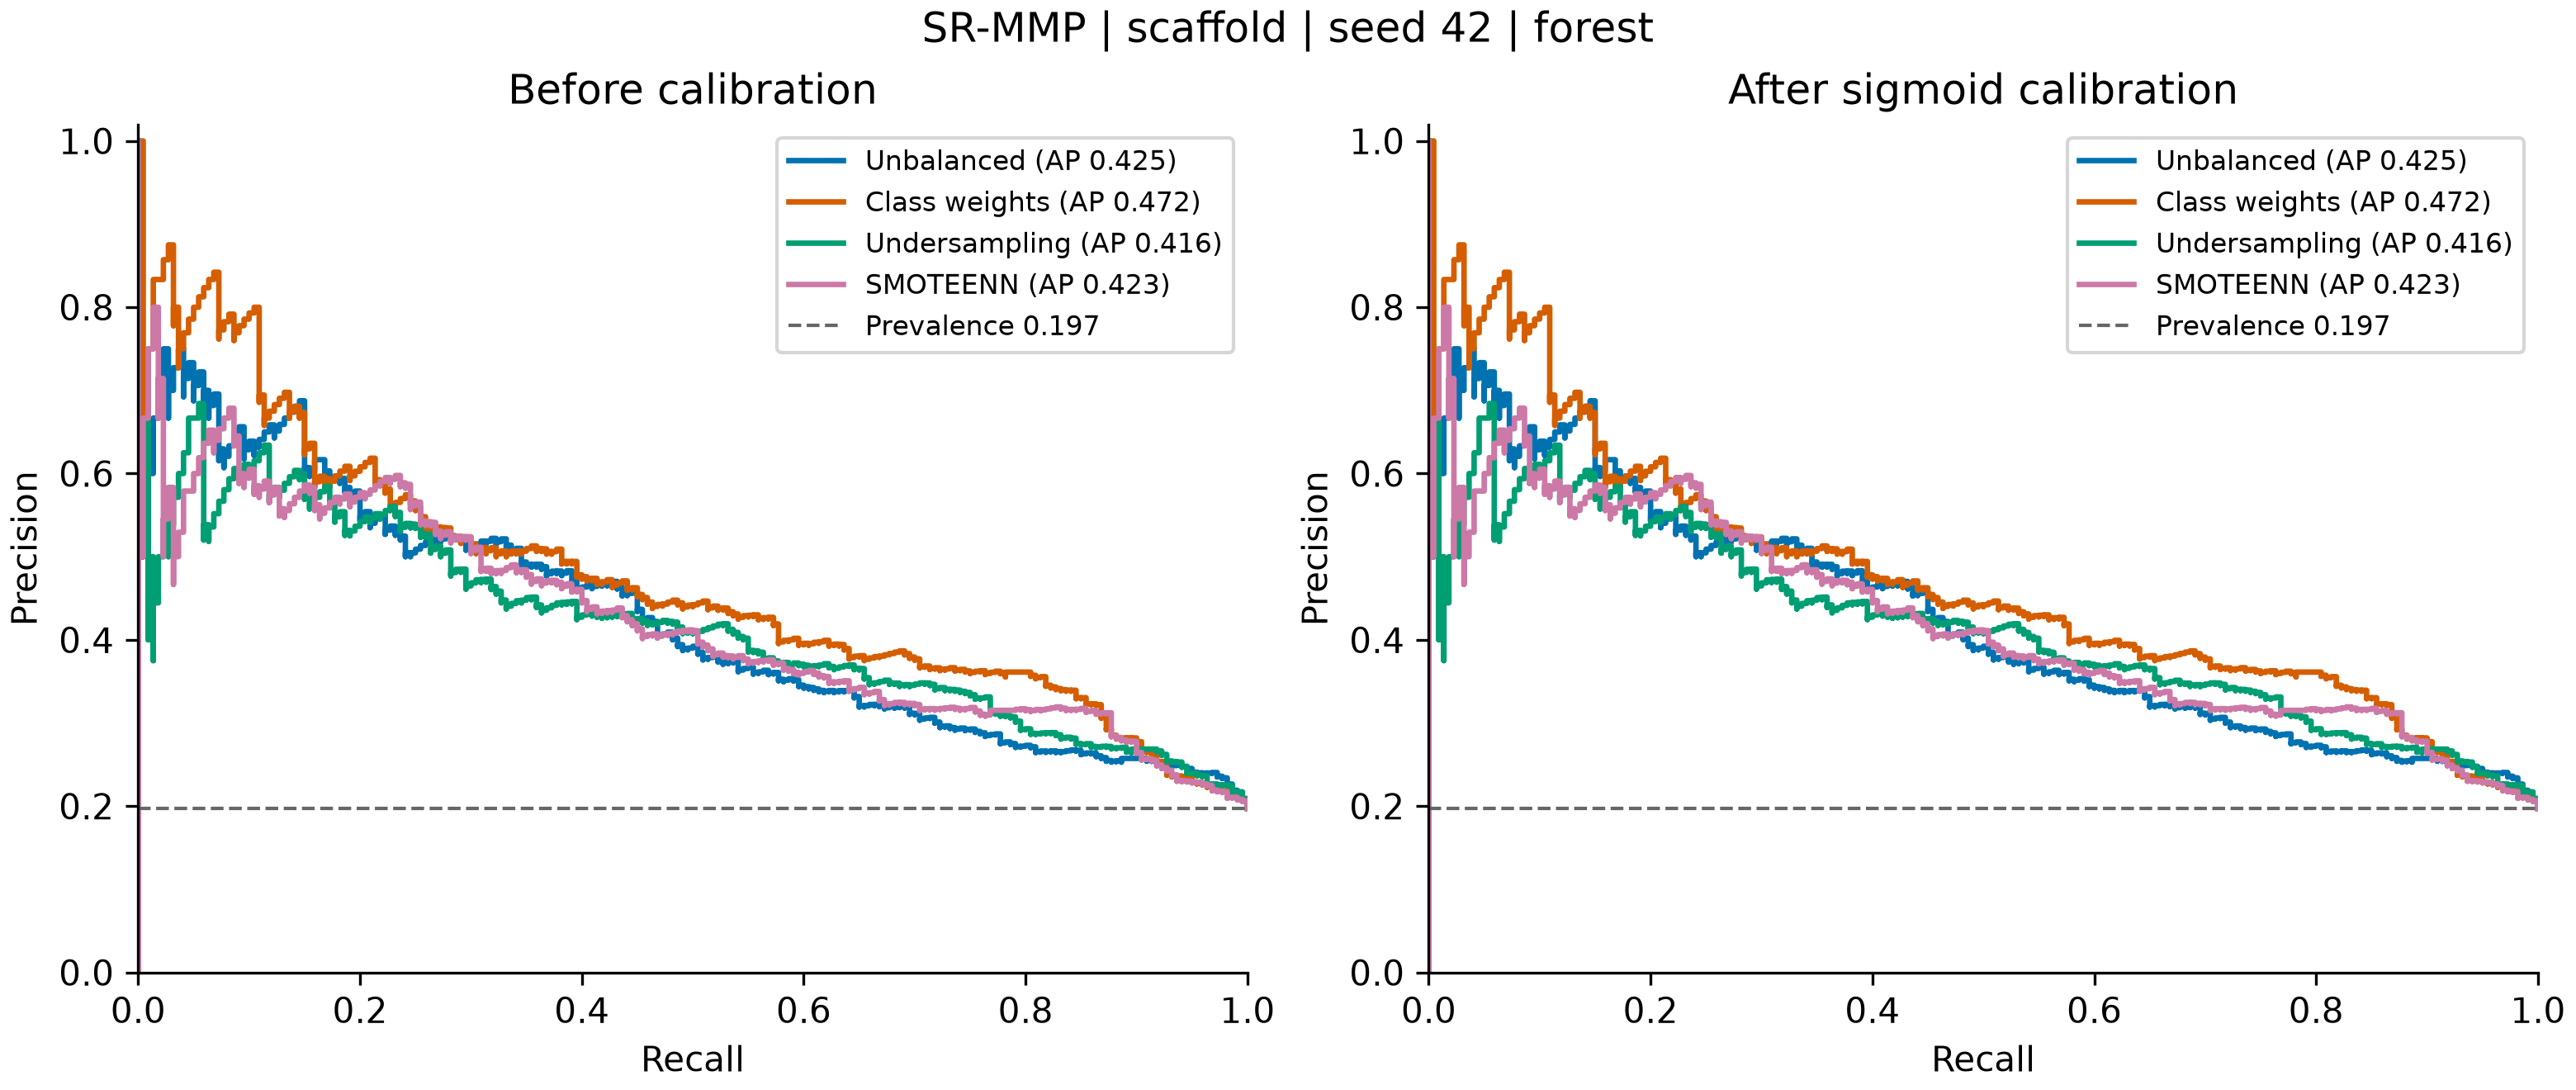 SR-MMP | scaffold | seed 42 | forest
Before calibration
1.0
0.8
0.6
0.4
0.2
0.0
Precision
Unbalanced (AP 0.425)
Class weights (AP 0.472)
Undersampling (AP 0.416)
SMOTEENN (AP 0.423)
Prevalence 0.197
0.0 0.2 0.4 0.6 0.8 1.0
Recall
After sigmoid calibration
1.0
0.8
0.6
0.4
0.2
0.0
Precision
Unbalanced (AP 0.425)
Class weights (AP 0.472)
Undersampling (AP 0.416)
SMOTEENN (AP 0.423)
Prevalence 0.197
0.0 0.2 0.4 0.6 0.8 1.0
Recall